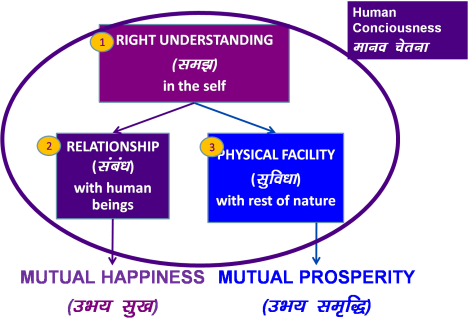 Human
Conciousness
मानव चेतना
1
RIGHT UNDERSTANDING
(समझ)
in the self
2
RELATIONSHIP
(संबंध)
with human
beings
3
PHYSICAL FACILITY
(सुविधा)
with rest of nature
MUTUAL HAPPINESS
(उभय सुख)
MUTUAL PROSPERITY
(उभय समृद्धि)